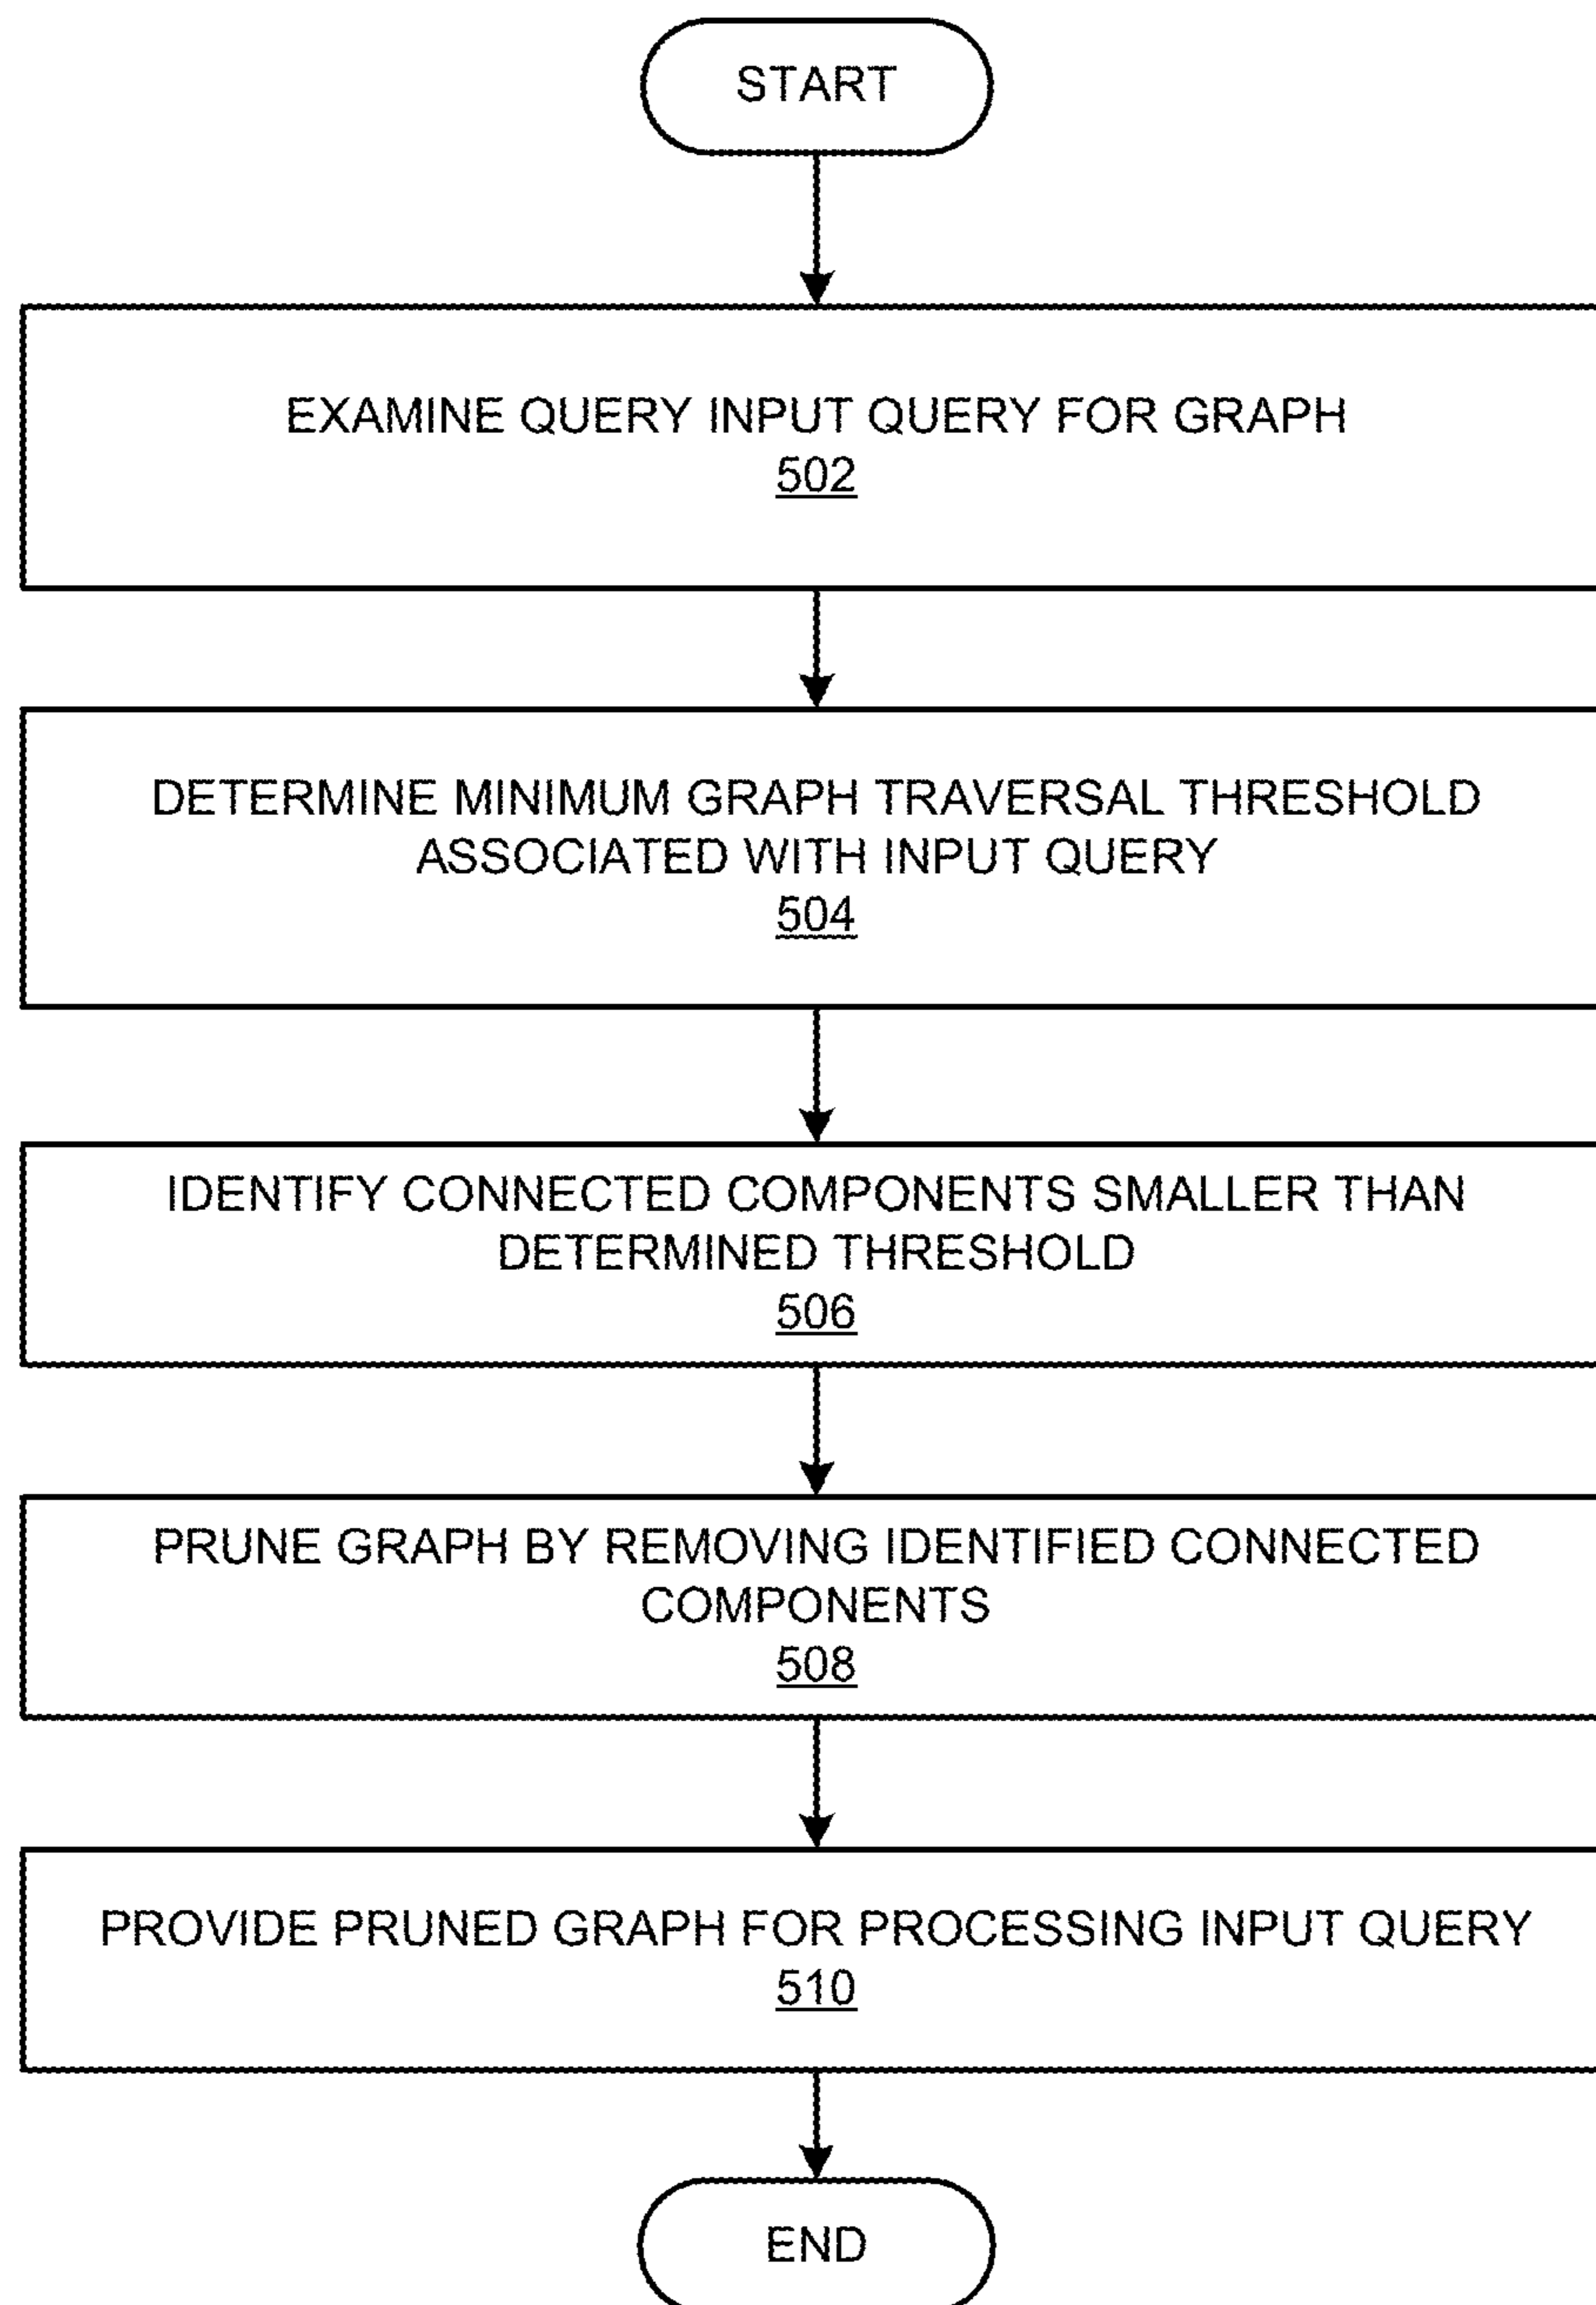 START
EXAMINE QUERY INPUT QUERY FOR GRAPH
502
DETERMINE MINIMUM GRAPH TRAVERSAL THRESHOLD
ASSOCIATED WITH INPUT QUERY
504
IDENTIFY CONNECTED COMPONENTS SMALLER THAN
DETERMINED THRESHOLD
506
PRUNE GRAPH BY REMOVING IDENTIFIED CONNECTED
COMPONENTS
508
PROVIDE PRUNED GRAPH FOR PROCESSING INPUT QUERY
510
END